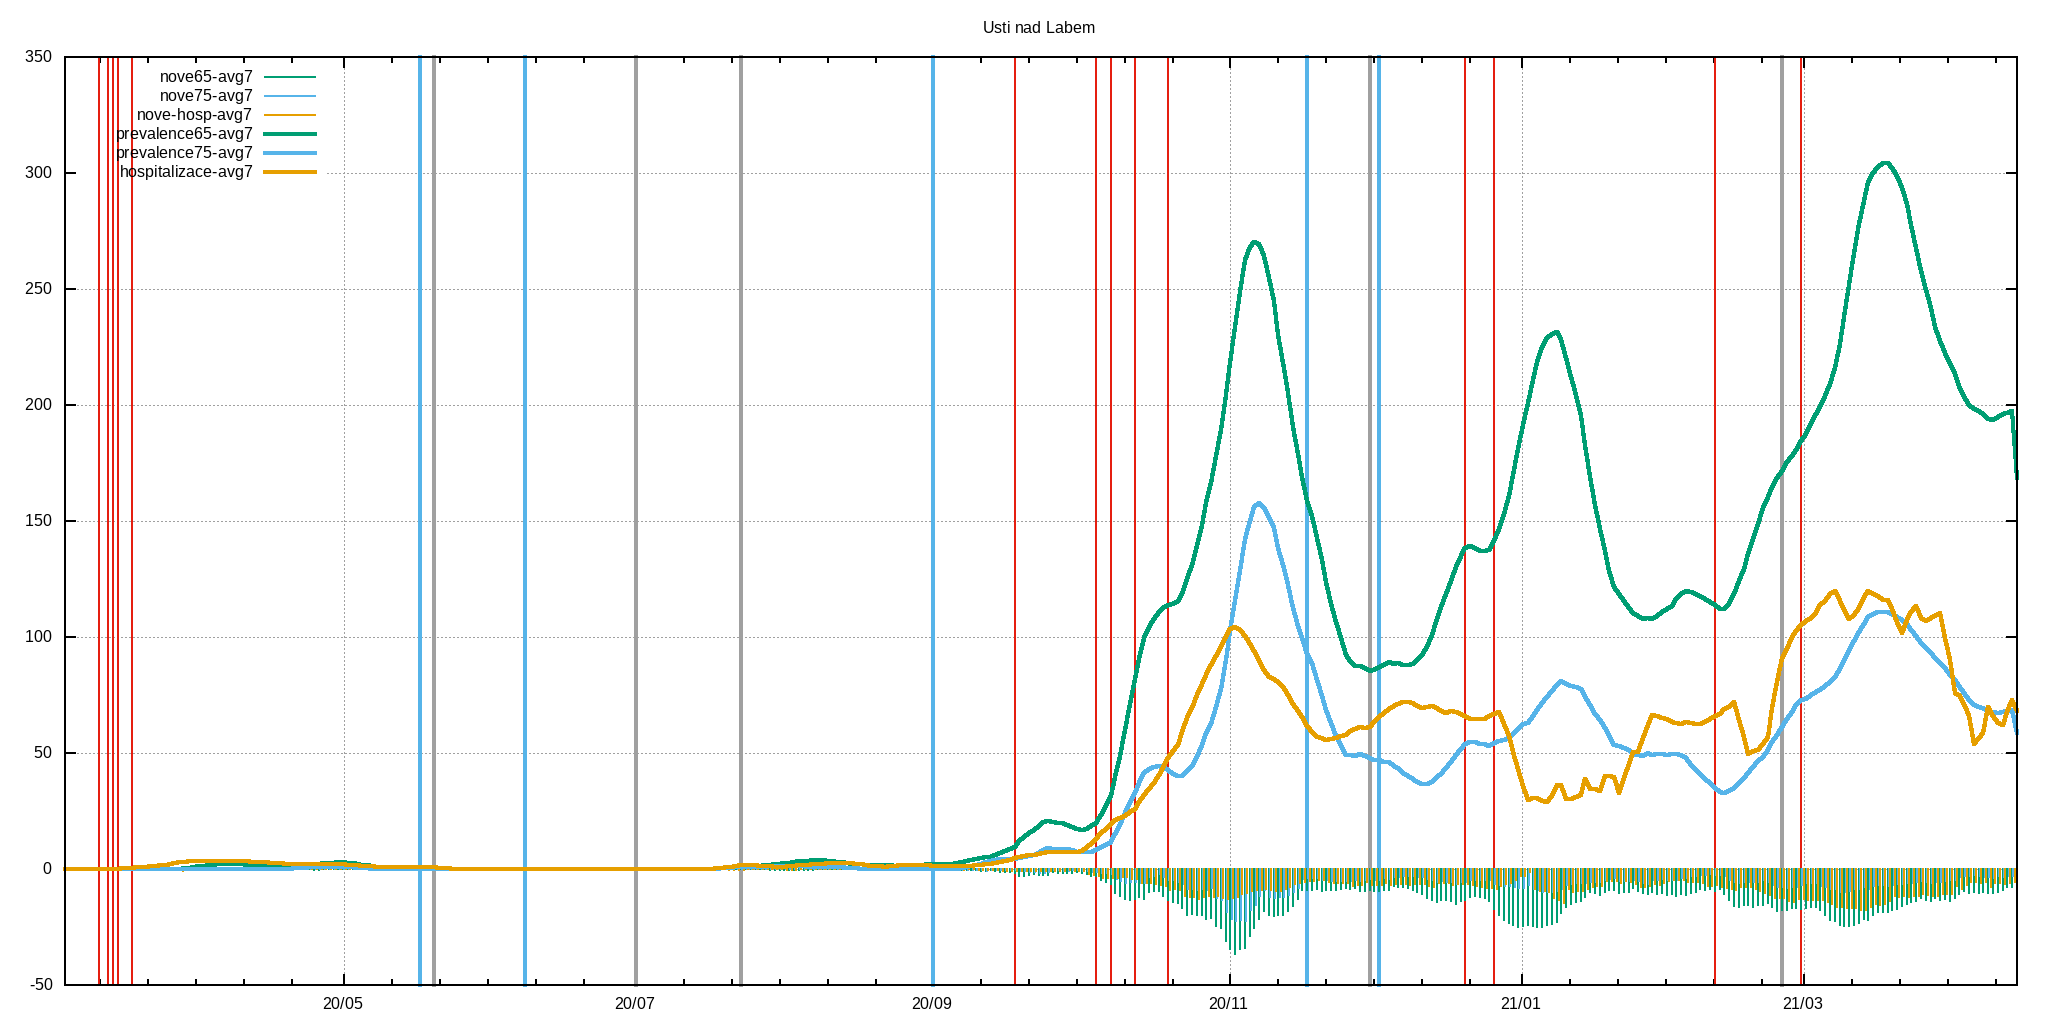 Usti nad Labem
350
300
250
200
150
100
50
0
-50
nove65-avg7
nove75-avg7
nove-hosp-avg7
prevalence65-avg7
prevalence75-avg7
hospitalizace-avg7
20/05 20/07 20/09 20/11 21/01 21/03